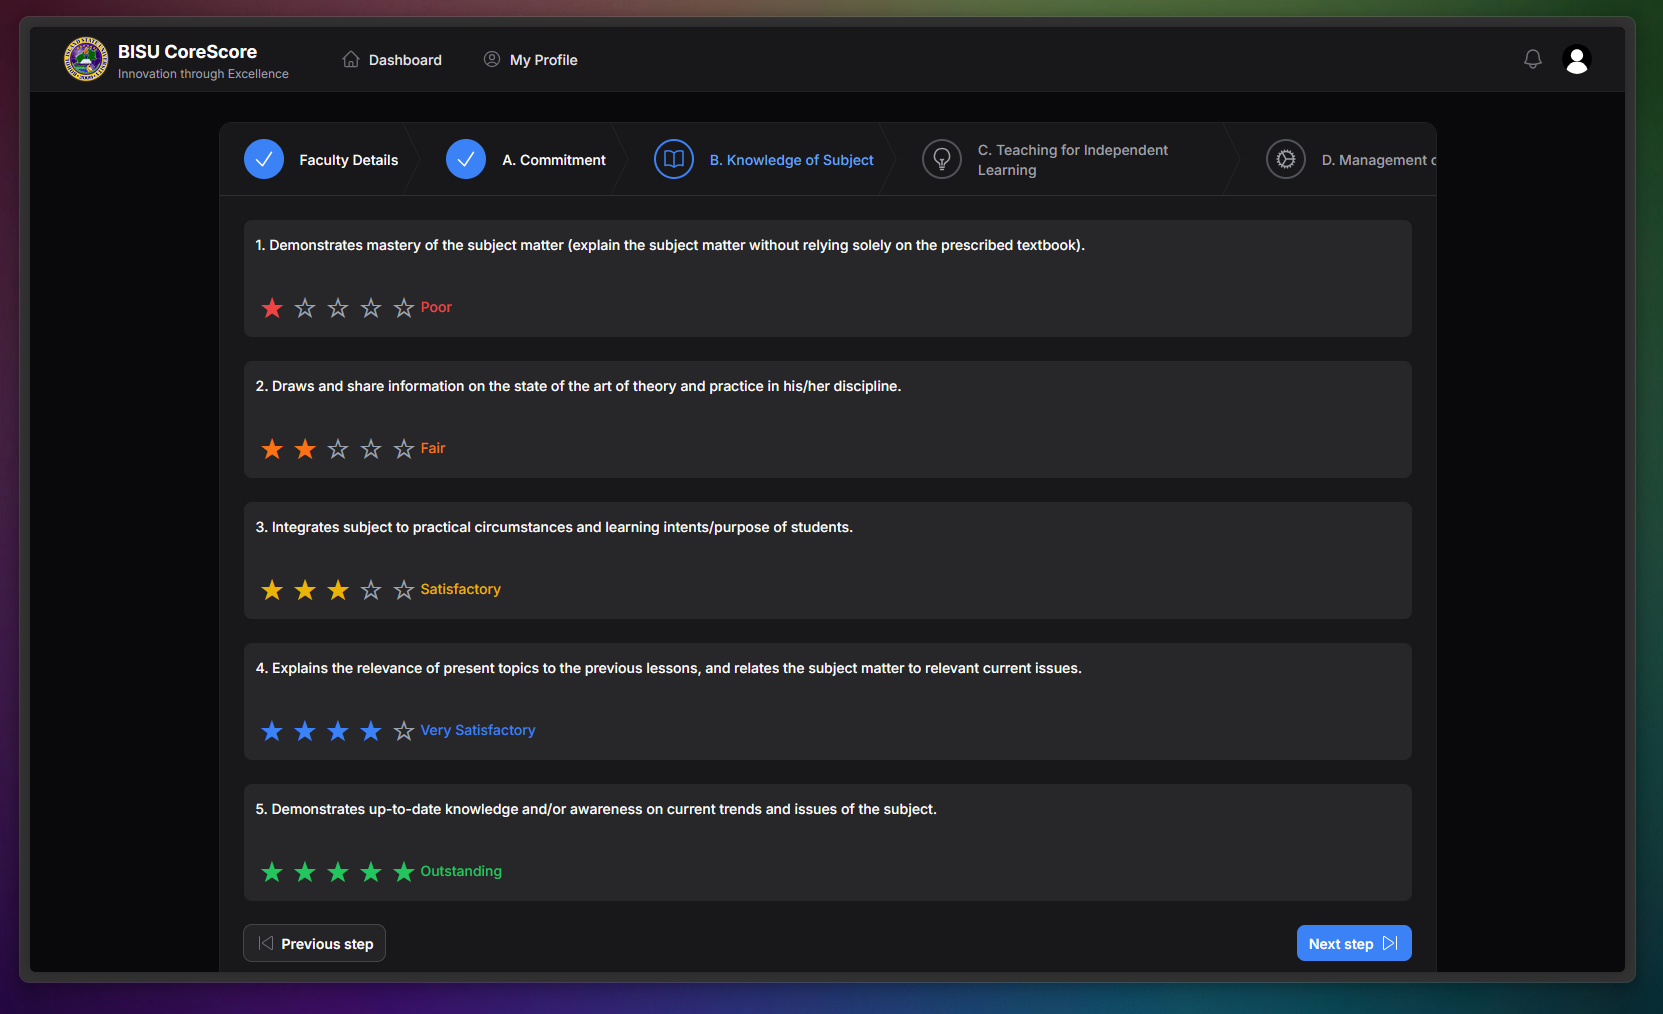 BISU CoreScore
Innovation through Excellence
Dashboard
My Profile
Faculty Details
A. Commitment
B. Knowledge of Subject
C. Teaching for Independent
Learning
D. Management
1. Demonstrates mastery of the subject matter (explain the subject matter without relying solely on the prescribed textbook).
Poor
2. Draws and share information on the state of the art of theory and practice in his/her discipline.
Fair
3. Integrates subject to practical circumstances and learning intents/purpose of students.
Satisfactory
4. Explains the relevance of present topics to the previous lessons, and relates the subject matter to relevant current issues.
Very Satisfactory
5. Demonstrates up-to-date knowledge and/or awareness on current trends and issues of the subject.
Outstanding
Previous step
Next step